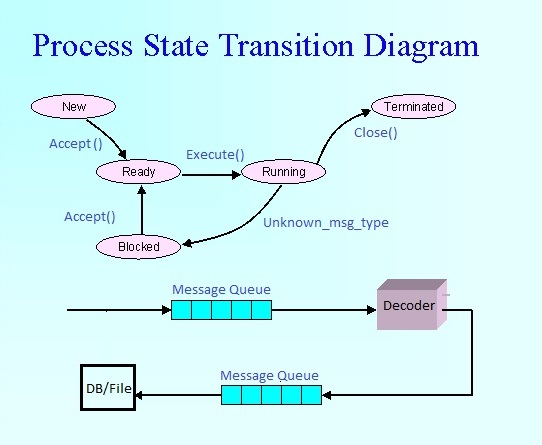 Process State Transition Diagram
New
Terminated
Accept()
Close()
Execute()
Ready
Running
Accept()
Unknown_msg_type
Blocked
Message Queue
Decoder
Message Queue
DB/File